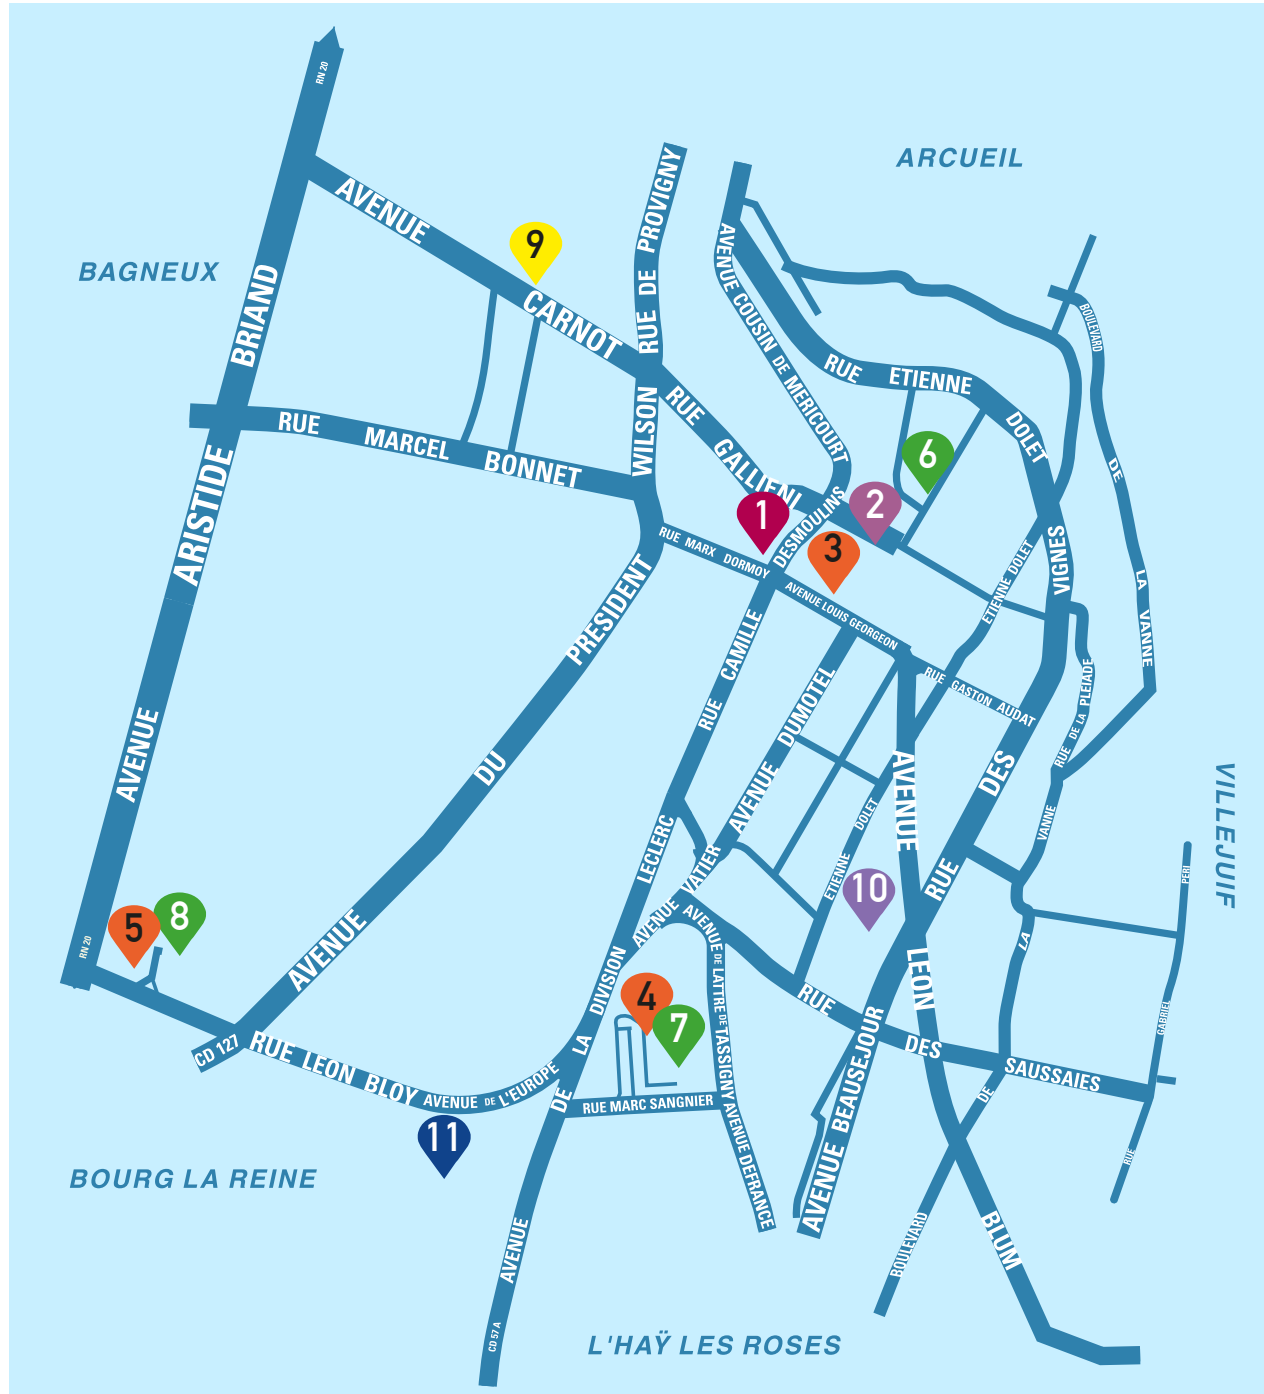 RN 20
ARCUEIL
BAGNEUX
AVENUE
CARNOT
9
RUE DE PROVIGNY
AVENUE COUSIN DE MERICOURT
RUE ETIENNE DOLET
BOULEVARD DE LA VANNE
AVENUE ARISTIDE BRIAND
RUE MARCEL BONNET
WILSON
RUE GALLIENI
6
2
1
3
DESMOULINS
RUE MARX DORMOY
AVENUE LOUIS GEORGEON
ETIENNE DOLET
VIGNES
AVENUE DU PRESIDENT
RUE CAMILLE
AVENUE DUMOTEL
RUE GASTON AUDAT
RUE DE LA PLEIADE
RUE DES
AVENUE LEON BLUM
ETIENNE DOLET
VANNE
LA
DE
BOULEVARD
VILLEJUIF
PERI
GABRIEL
RUE
10
LECLERC
AVENUE VATIER
AVENUE DE LATTRE DE TASSIGNY
5
8
RN 20
CD 127
RUE LEON BLOY
AVENUE DE L'EUROPE
LA DIVISION
DE
AVENUE
CD 57 A
4
7
RUE MARC SANGNIER
AVENUE DEFRANCE
RUE DES SAUSSAIES
AVENUE BEAUSEJOUR
11
BOURG LA REINE
L'HAŸ LES ROSES